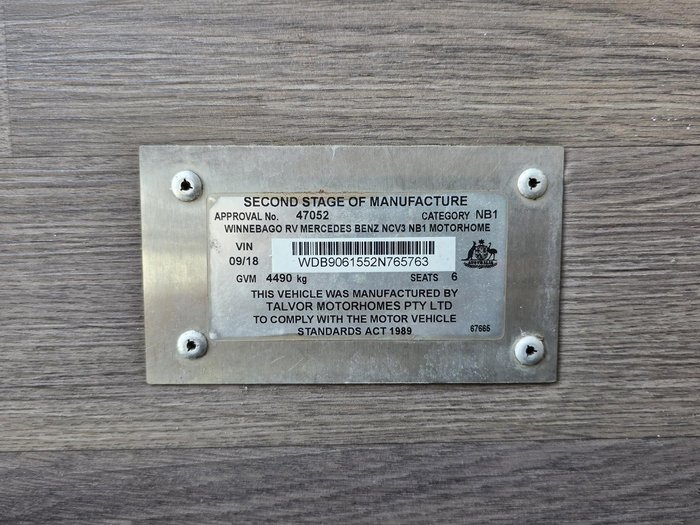 SECOND STAGE OF MANUFACTURE
APPROVAL No. 47052 CATEGORY NB1
WINNEBAGO RV MERCEDES BENZ NCV3 NB1 MOTORHOME
VIN
09/18 WDB9061552N765763
AUSTRALIA
GVM 4490 kg SEATS 6
THIS VEHICLE WAS MANUFACTURED BY
TALVOR MOTORHOMES PTY LTD
TO COMPLY WITH THE MOTOR VEHICLE
STANDARDS ACT 1989 67665